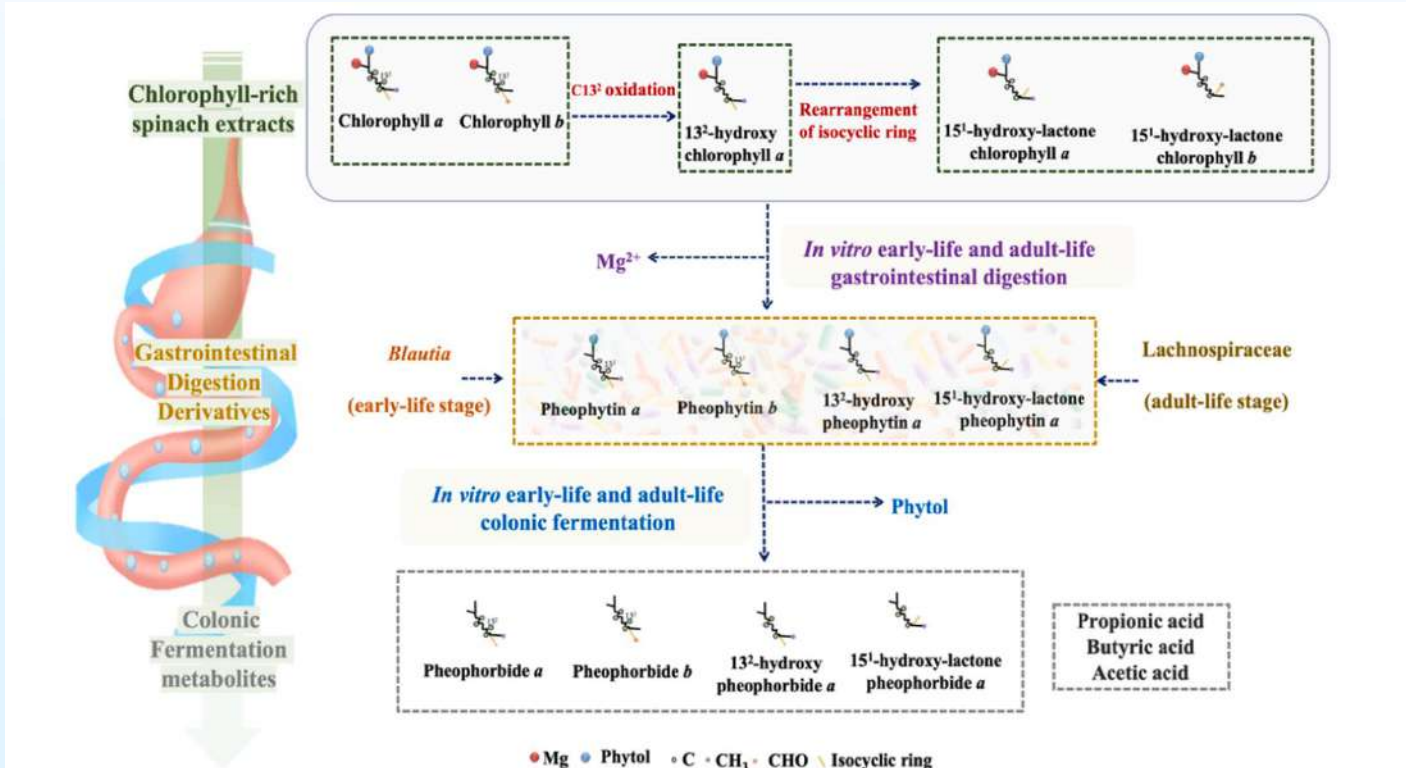 Chlorophyll-rich
spinach extracts
Chlorophyll a
Chlorophyll b
C13² oxidation
13²-hydroxy
chlorophyll a
Rearrangement
of isocyclic ring
15¹-hydroxy-lactone
chlorophyll a
15¹-hydroxy-lactone
chlorophyll b
Mg²⁺
In vitro early-life and adult-life
gastrointestinal digestion
Gastrointestinal
Digestion
Derivatives
Blautia
(early-life stage)
Pheophytin a
Pheophytin b
13²-hydroxy
pheophytin a
15¹-hydroxy-lactone
pheophytin a
Lachnospiraceae
(adult-life stage)
In vitro early-life and adult-life
colonic fermentation
Phytol
Colonic
Fermentation
metabolites
Pheophorbide a
Pheophorbide b
13²-hydroxy
pheophorbide a
15¹-hydroxy-lactone
pheophorbide a
Propionic acid
Butyric acid
Acetic acid
Mg Phytol C CH₃ CHO Isocyclic ring